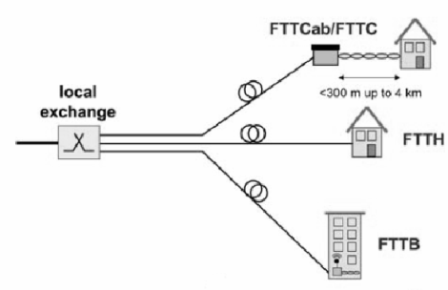 FTTCab/FTTC
<300 m up to 4 km
local
exchange
FTTH
FTTB